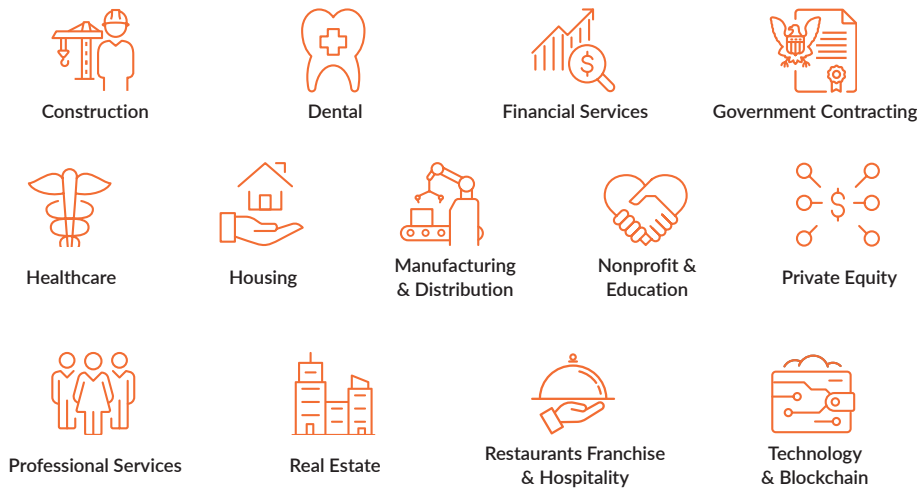 Construction
Dental
Financial Services
Government Contracting
Healthcare
Housing
Manufacturing
& Distribution
Nonprofit &
Education
Private Equity
Professional Services
Real Estate
Restaurants Franchise
& Hospitality
Technology
& Blockchain